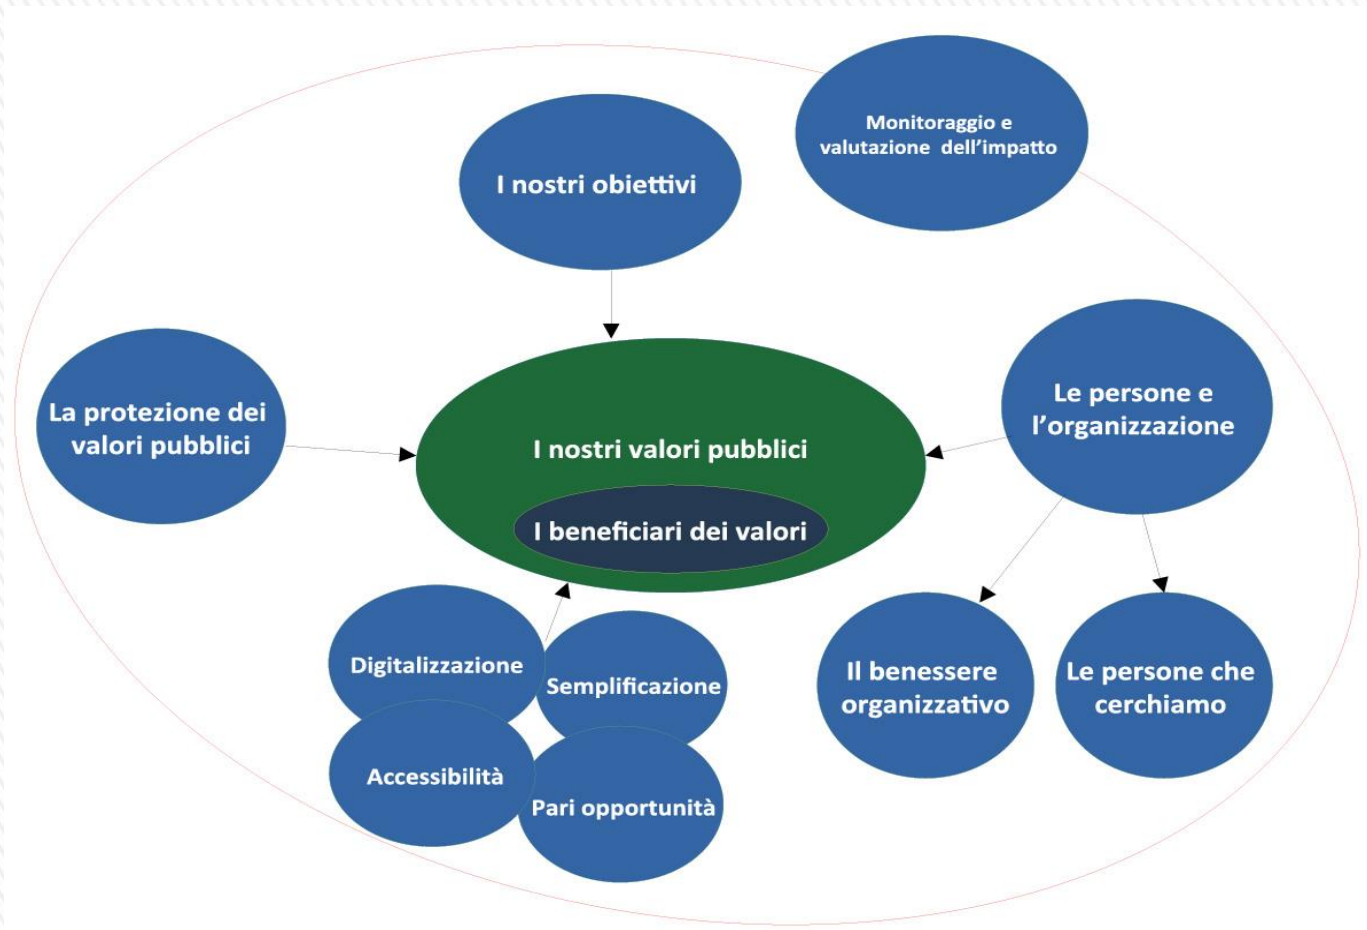 Monitoraggio e
valutazione dell'impatto
I nostri obiettivi
La protezione dei
valori pubblici
Le persone e
l'organizzazione
I nostri valori pubblici
I beneficiari dei valori
Digitalizzazione
Semplificazione
Accessibilità
Pari opportunità
Il benessere
organizzativo
Le persone che
cerchiamo